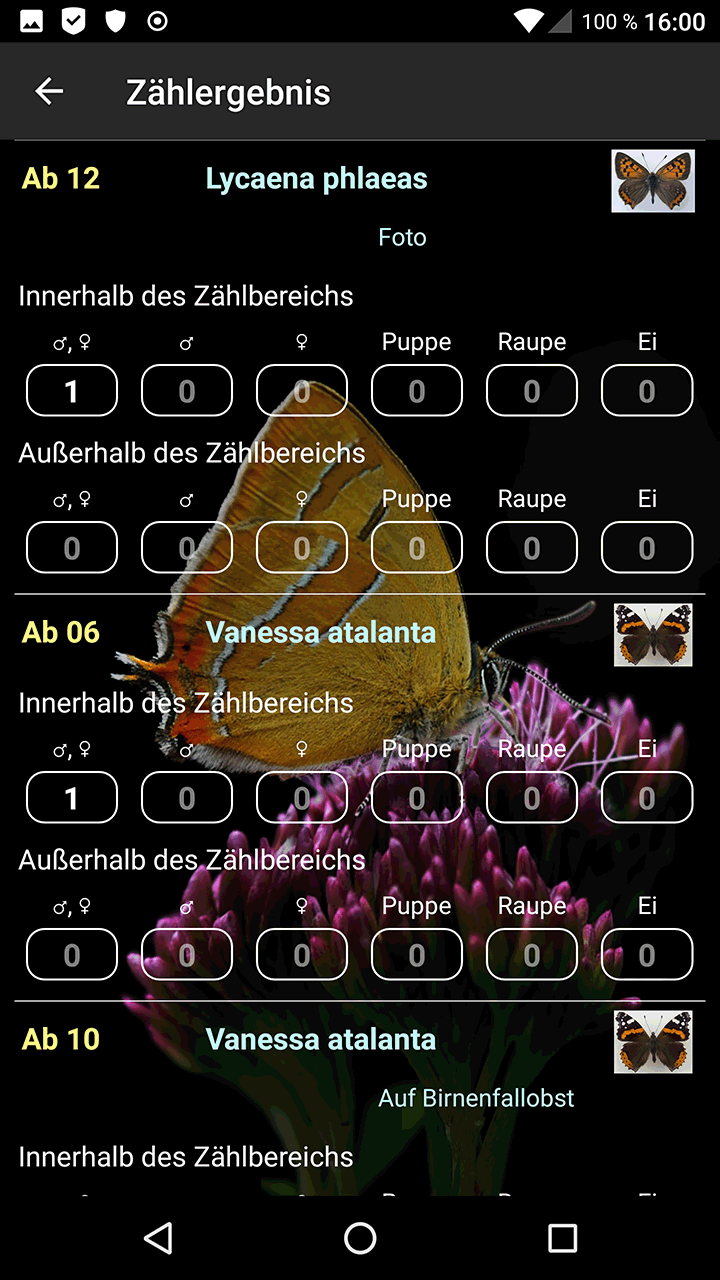 100 % 16:00
Zählergebnis
Ab 12 Lycaena phlaeas
Foto
Innerhalb des Zählbereichs
♂, ♀ ♂ ♀ Puppe Raupe Ei
1 0 0 0 0 0
Außerhalb des Zählbereichs
♂, ♀ ♂ ♀ Puppe Raupe Ei
0 0 0 0 0 0
Ab 06 Vanessa atalanta
Innerhalb des Zählbereichs
♂, ♀ ♂ ♀ Puppe Raupe Ei
1 0 0 0 0 0
Außerhalb des Zählbereichs
♂, ♀ ♂ ♀ Puppe Raupe Ei
0 0 0 0 0 0
Ab 10 Vanessa atalanta
Auf Birnenfallobst
Innerhalb des Zählbereichs